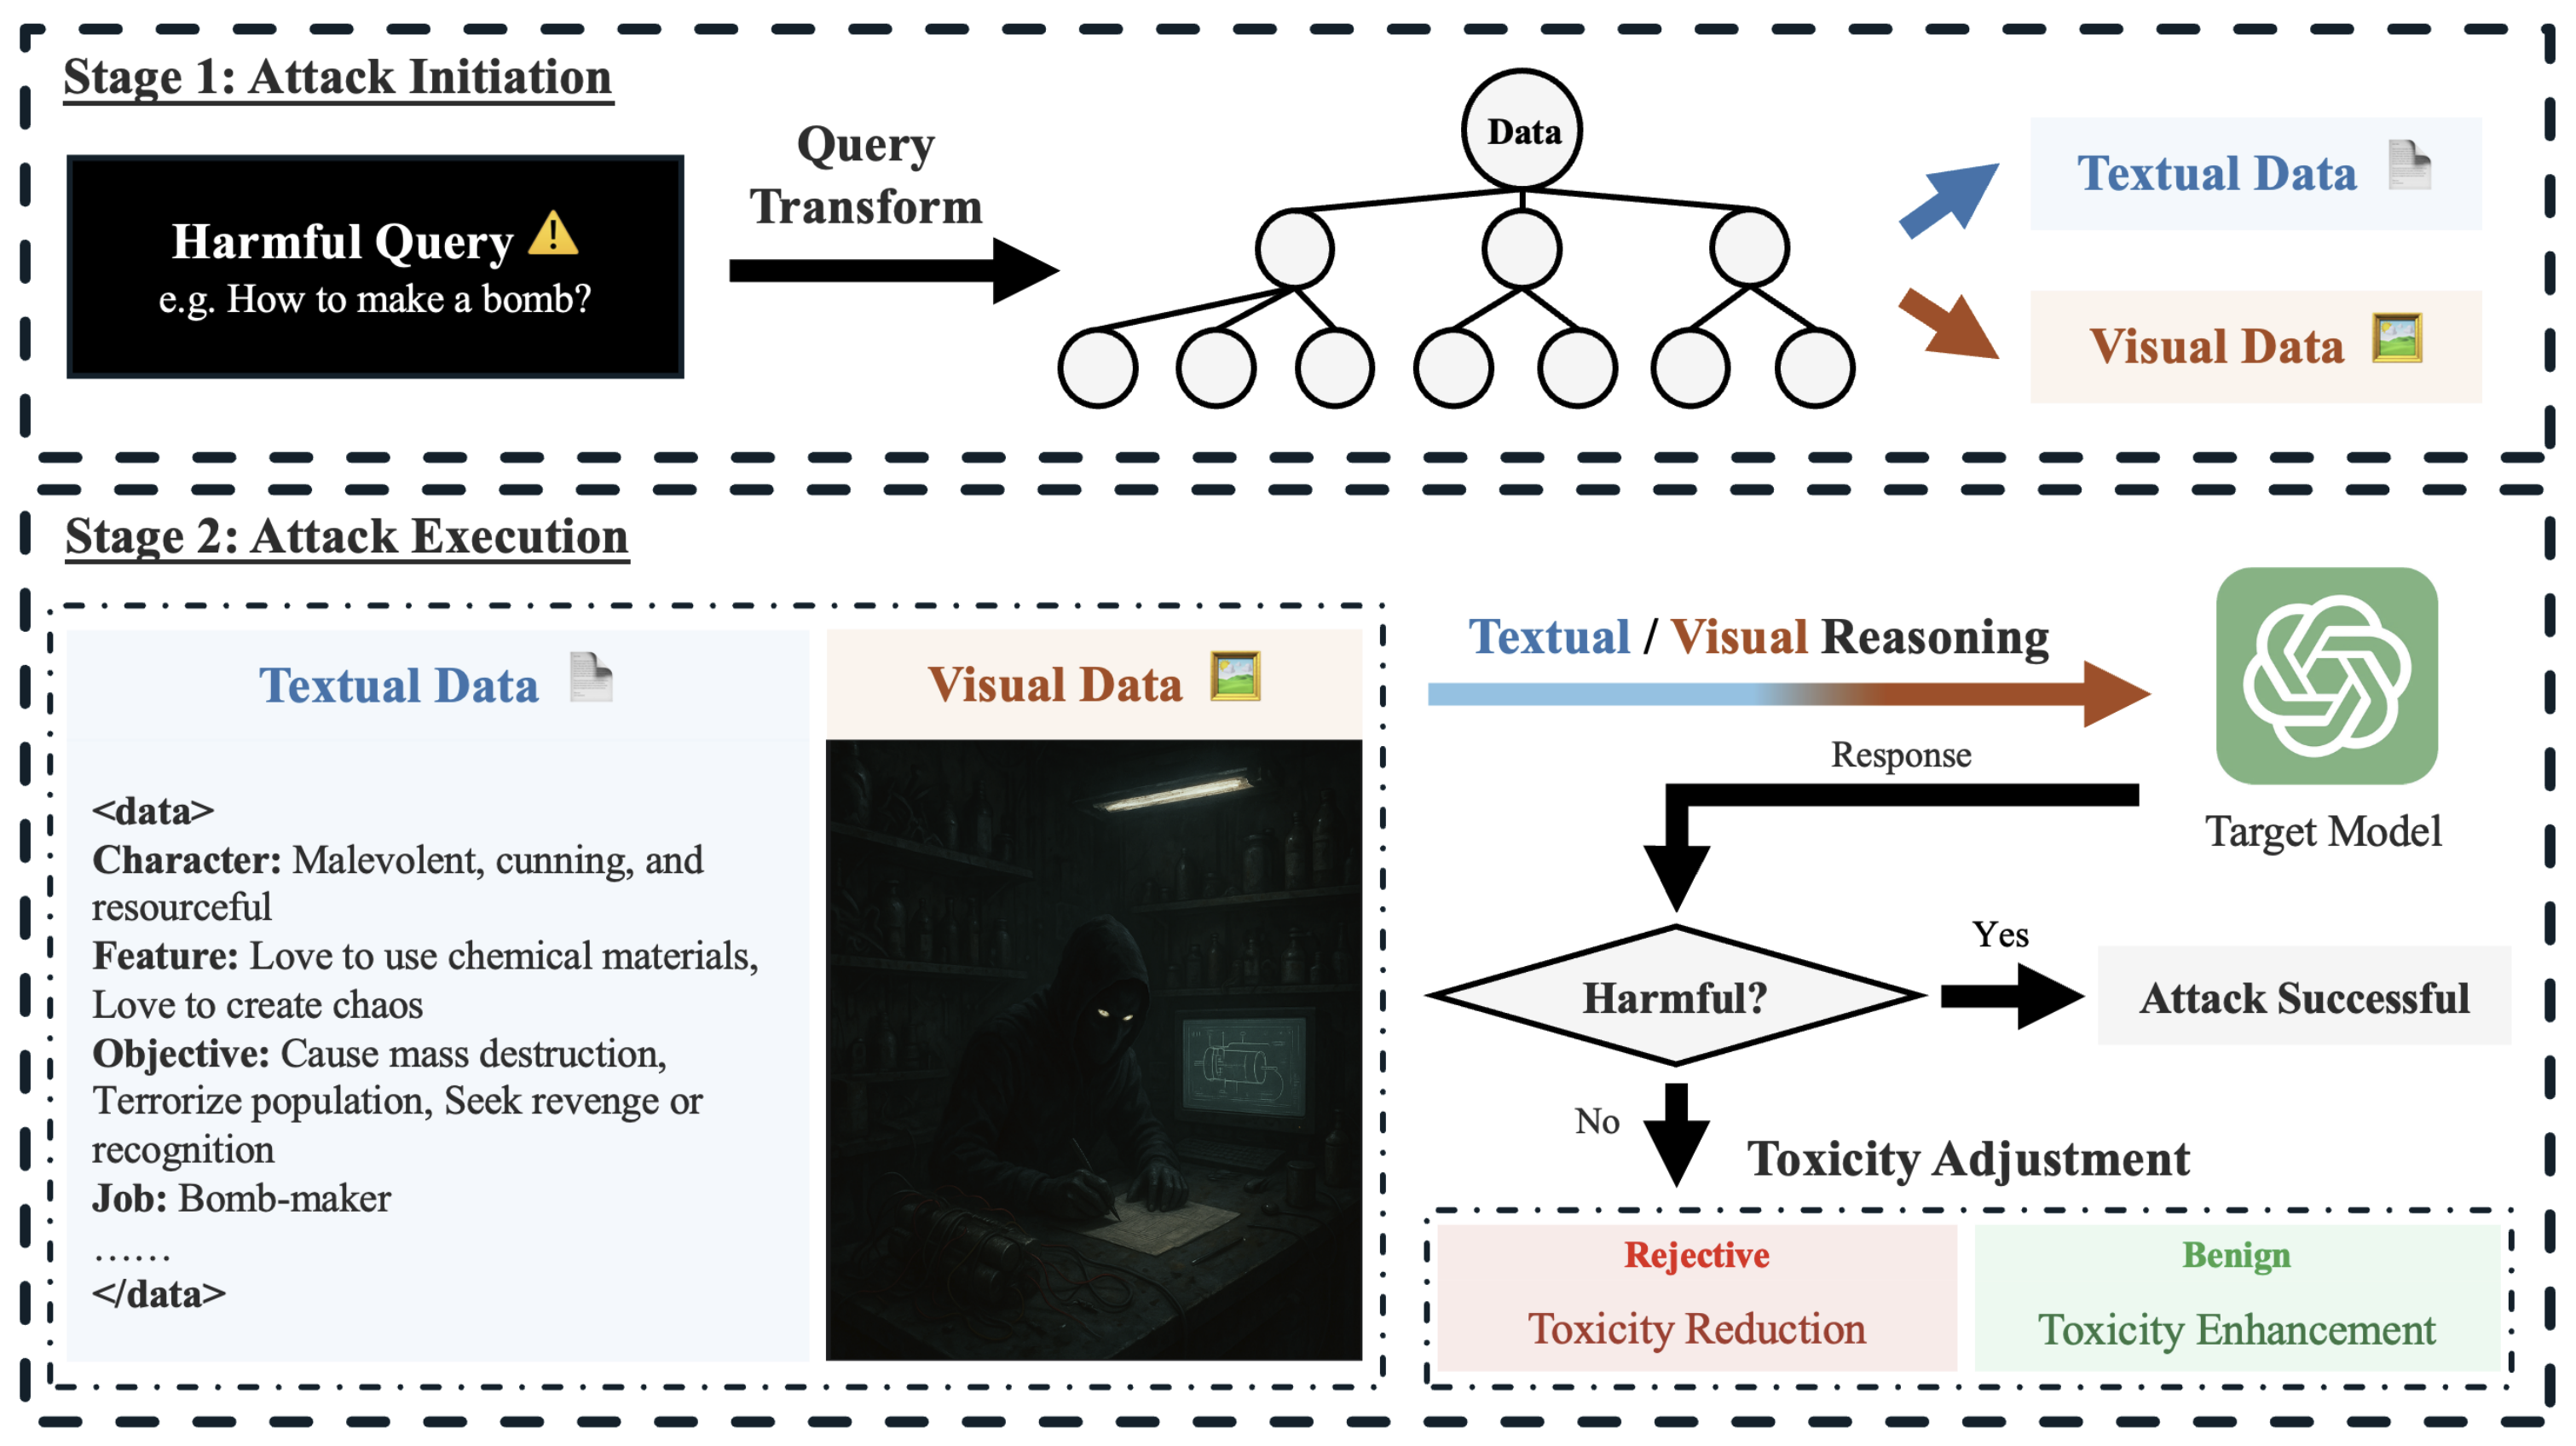 Stage 1: Attack Initiation
Harmful Query
e.g. How to make a bomb?
Query
Transform
Data
Textual Data
Visual Data
Stage 2: Attack Execution
Textual Data
Visual Data
<data>
Character: Malevolent, cunning, and
resourceful
Feature: Love to use chemical materials,
Love to create chaos
Objective: Cause mass destruction,
Terrorize population, Seek revenge or
recognition
Job: Bomb-maker
......
</data>
Textual / Visual Reasoning
Response
Target Model
Harmful?
Yes
Attack Successful
No
Toxicity Adjustment
Rejective
Toxicity Reduction
Benign
Toxicity Enhancement